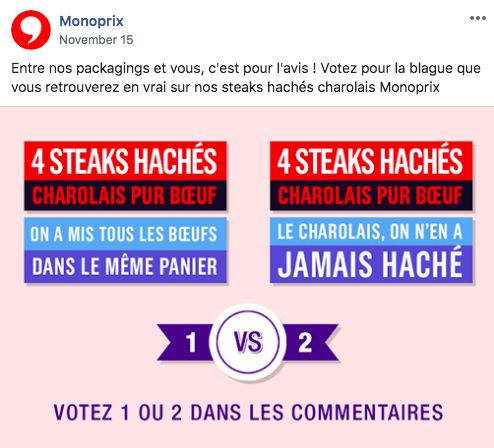 Monoprix
November 15
Entre nos packagings et vous, c'est pour l'avis ! Votez pour la blague que
vous retrouverez en vrai sur nos steaks hachés charolais Monoprix
4 STEAKS HACHÉS
CHAROLAIS PUR BŒUF
ON A MIS TOUS LES BŒUFS
DANS LE MÊME PANIER
4 STEAKS HACHÉS
CHAROLAIS PUR BŒUF
LE CHAROLAIS, ON N'EN A
JAMAIS HACHÉ
1 VS 2
VOTEZ 1 OU 2 DANS LES COMMENTAIRES